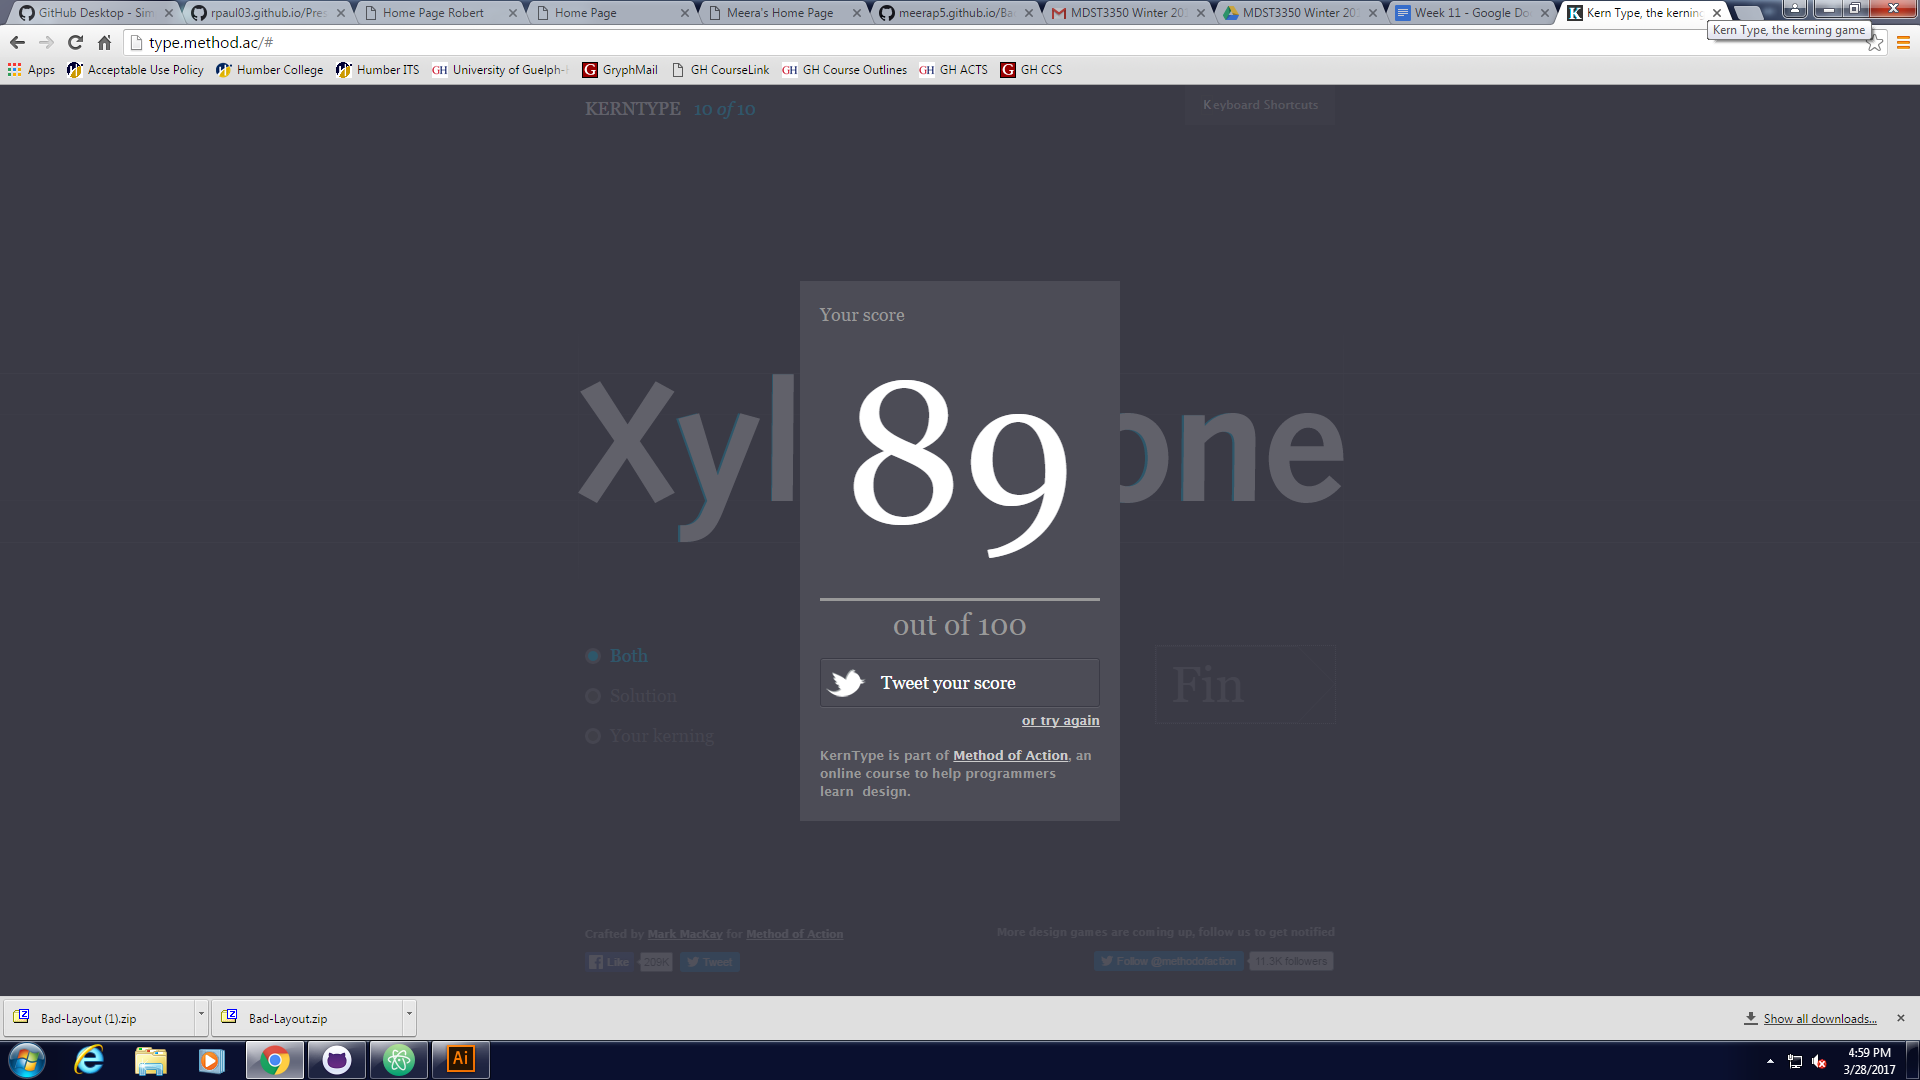 GitHub Desktop - Sim
rpaul03.github.io/Pres
Home Page Robert
Home Page
Meera's Home Page
meerap5.github.io/Ba
MDST3350 Winter 20
MDST3350 Winter 20
Week 11 - Google Do
Kern Type, the kerning
Kern Type, the kerning game
type.method.ac/#
Apps
Acceptable Use Policy
Humber College
Humber ITS
GH University of Guelph-
GryphMail
GH CourseLink
GH GH Course Outlines
GH GH ACTS
GH CCS
KERNTYPE 10 of 10
Keyboard Shortcuts
Your score
Xyl one
89
out of 100
Both
Solution
Your kerning
Fin
Tweet your score
or try again
KernType is part of Method of Action, an
online course to help programmers
learn design.
Crafted by Mark MacKay for Method of Action
More design games are coming up, follow us to get notified
Like 209K Tweet
Follow @methodofaction 11.3K followers
Bad-Layout (1).zip
Bad-Layout.zip
Show all downloads...
Ai
4:59 PM
3/28/2017